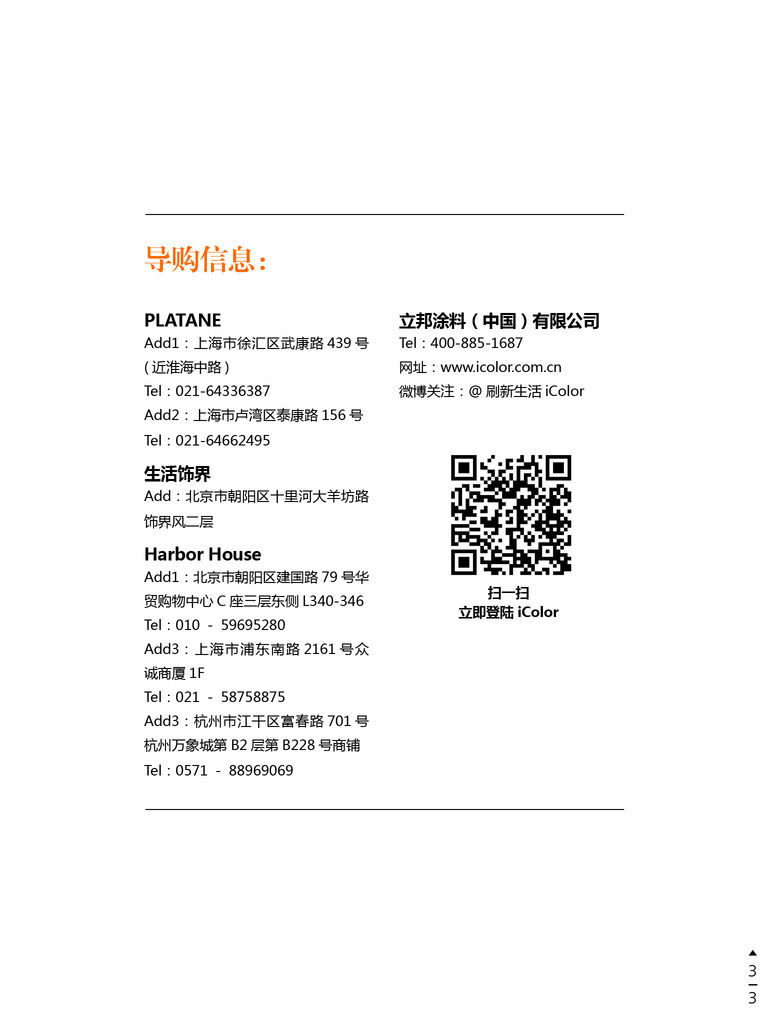 导购信息：
PLATANE
Add1：上海市徐汇区武康路 439 号
( 近淮海中路 )
Tel：021-64336387
Add2：上海市卢湾区泰康路 156 号
Tel：021-64662495
生活饰界
Add：北京市朝阳区十里河大羊坊路
饰界风二层
Harbor House
Add1：北京市朝阳区建国路 79 号华
贸购物中心 C 座三层东侧 L340-346
Tel：010 - 59695280
Add3：上海市浦东南路 2161 号众
诚商厦 1F
Tel：021 - 58758875
Add3：杭州市江干区富春路 701 号
杭州万象城第 B2 层第 B228 号商铺
Tel：0571 - 88969069
立邦涂料（中国）有限公司
Tel：400-885-1687
网址：www.icolor.com.cn
微博关注：@ 刷新生活 iColor
扫一扫
立即登陆 iColor
3
3